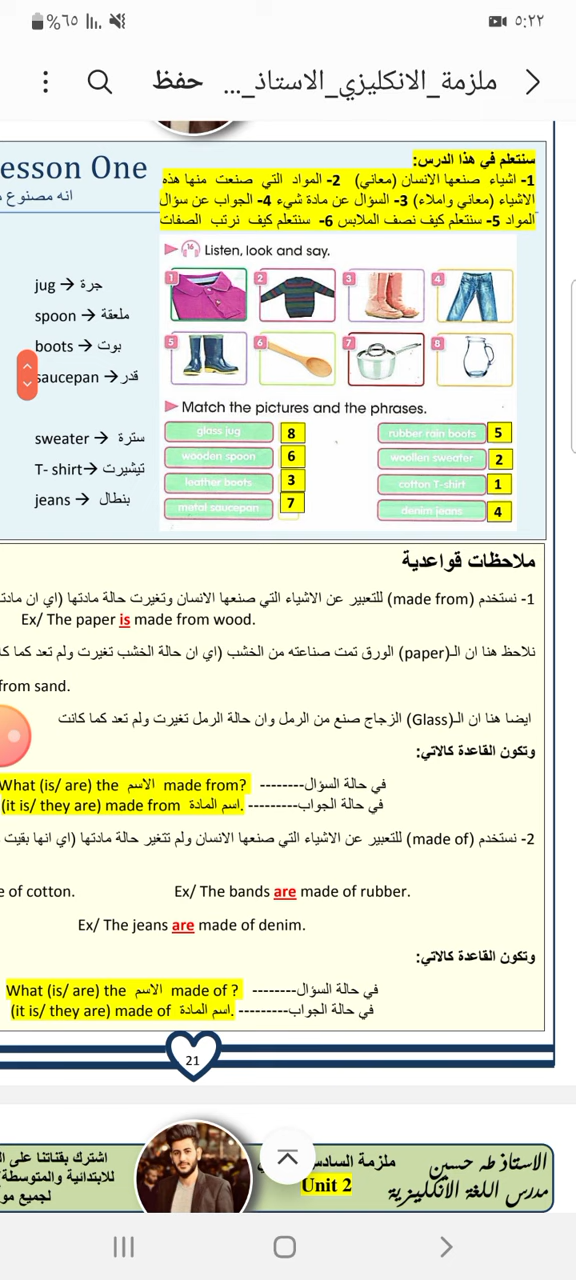 ٥:٢٢
%٦٥
ملزمة_الانكليزي_الاستاذ_...
حفظ
esson One
انه مصنوع
سنتعلم في هذا الدرس:
1- اشياء صنعها الانسان (معاني) 2- المواد التي صنعت منها هذه
الاشياء (معاني واملاء) 3- السؤال عن مادة شيء 4- الجواب عن سؤال
المواد 5- سنتعلم كيف نصف الملابس 6- سنتعلم كيف نرتب الصفات
16 Listen, look and say.
1 2 3 4
5 6 7 8
jug → جرة
spoon → ملعقة
boots → بوت
saucepan → قدر
sweater → سترة
T- shirt→ تيشيرت
jeans → بنطال
Match the pictures and the phrases.
glass jug 8 rubber rain boots 5
wooden spoon 6 woollen sweater 2
leather boots 3 cotton T-shirt 1
metal saucepan 7 denim jeans 4
ملاحظات قواعدية
1- نستخدم (made from) للتعبير عن الاشياء التي صنعها الانسان وتغيرت حالة مادتها (اي ان مادت
Ex/ The paper is made from wood.
نلاحظ هنا ان الـ(paper) الورق تمت صناعته من الخشب (اي ان حالة الخشب تغيرت ولم تعد كما ك
from sand.
ايضا هنا ان الـ(Glass) الزجاج صنع من الرمل وان حالة الرمل تغيرت ولم تعد كما كانت
وتكون القاعدة كالاتي:
What (is/ are) the الاسم made from? --------في حالة السؤال
(it is/ they are) made from اسم المادة. ---------في حالة الجواب
2- نستخدم (made of) للتعبير عن الاشياء التي صنعها الانسان ولم تتغير حالة مادتها (اي انها بقيت
e of cotton. Ex/ The bands are made of rubber.
Ex/ The jeans are made of denim.
وتكون القاعدة كالاتي:
What (is/ are) the الاسم made of ? --------في حالة السؤال
(it is/ they are) made of اسم المادة. ---------في حالة الجواب
21
الاستاذ طه حسين
مدرس اللغة الانكليزية
ملزمة السادس
Unit 2
اشترك بقناتنا على ا
للابتدائية والمتوسطة
لجميع مو